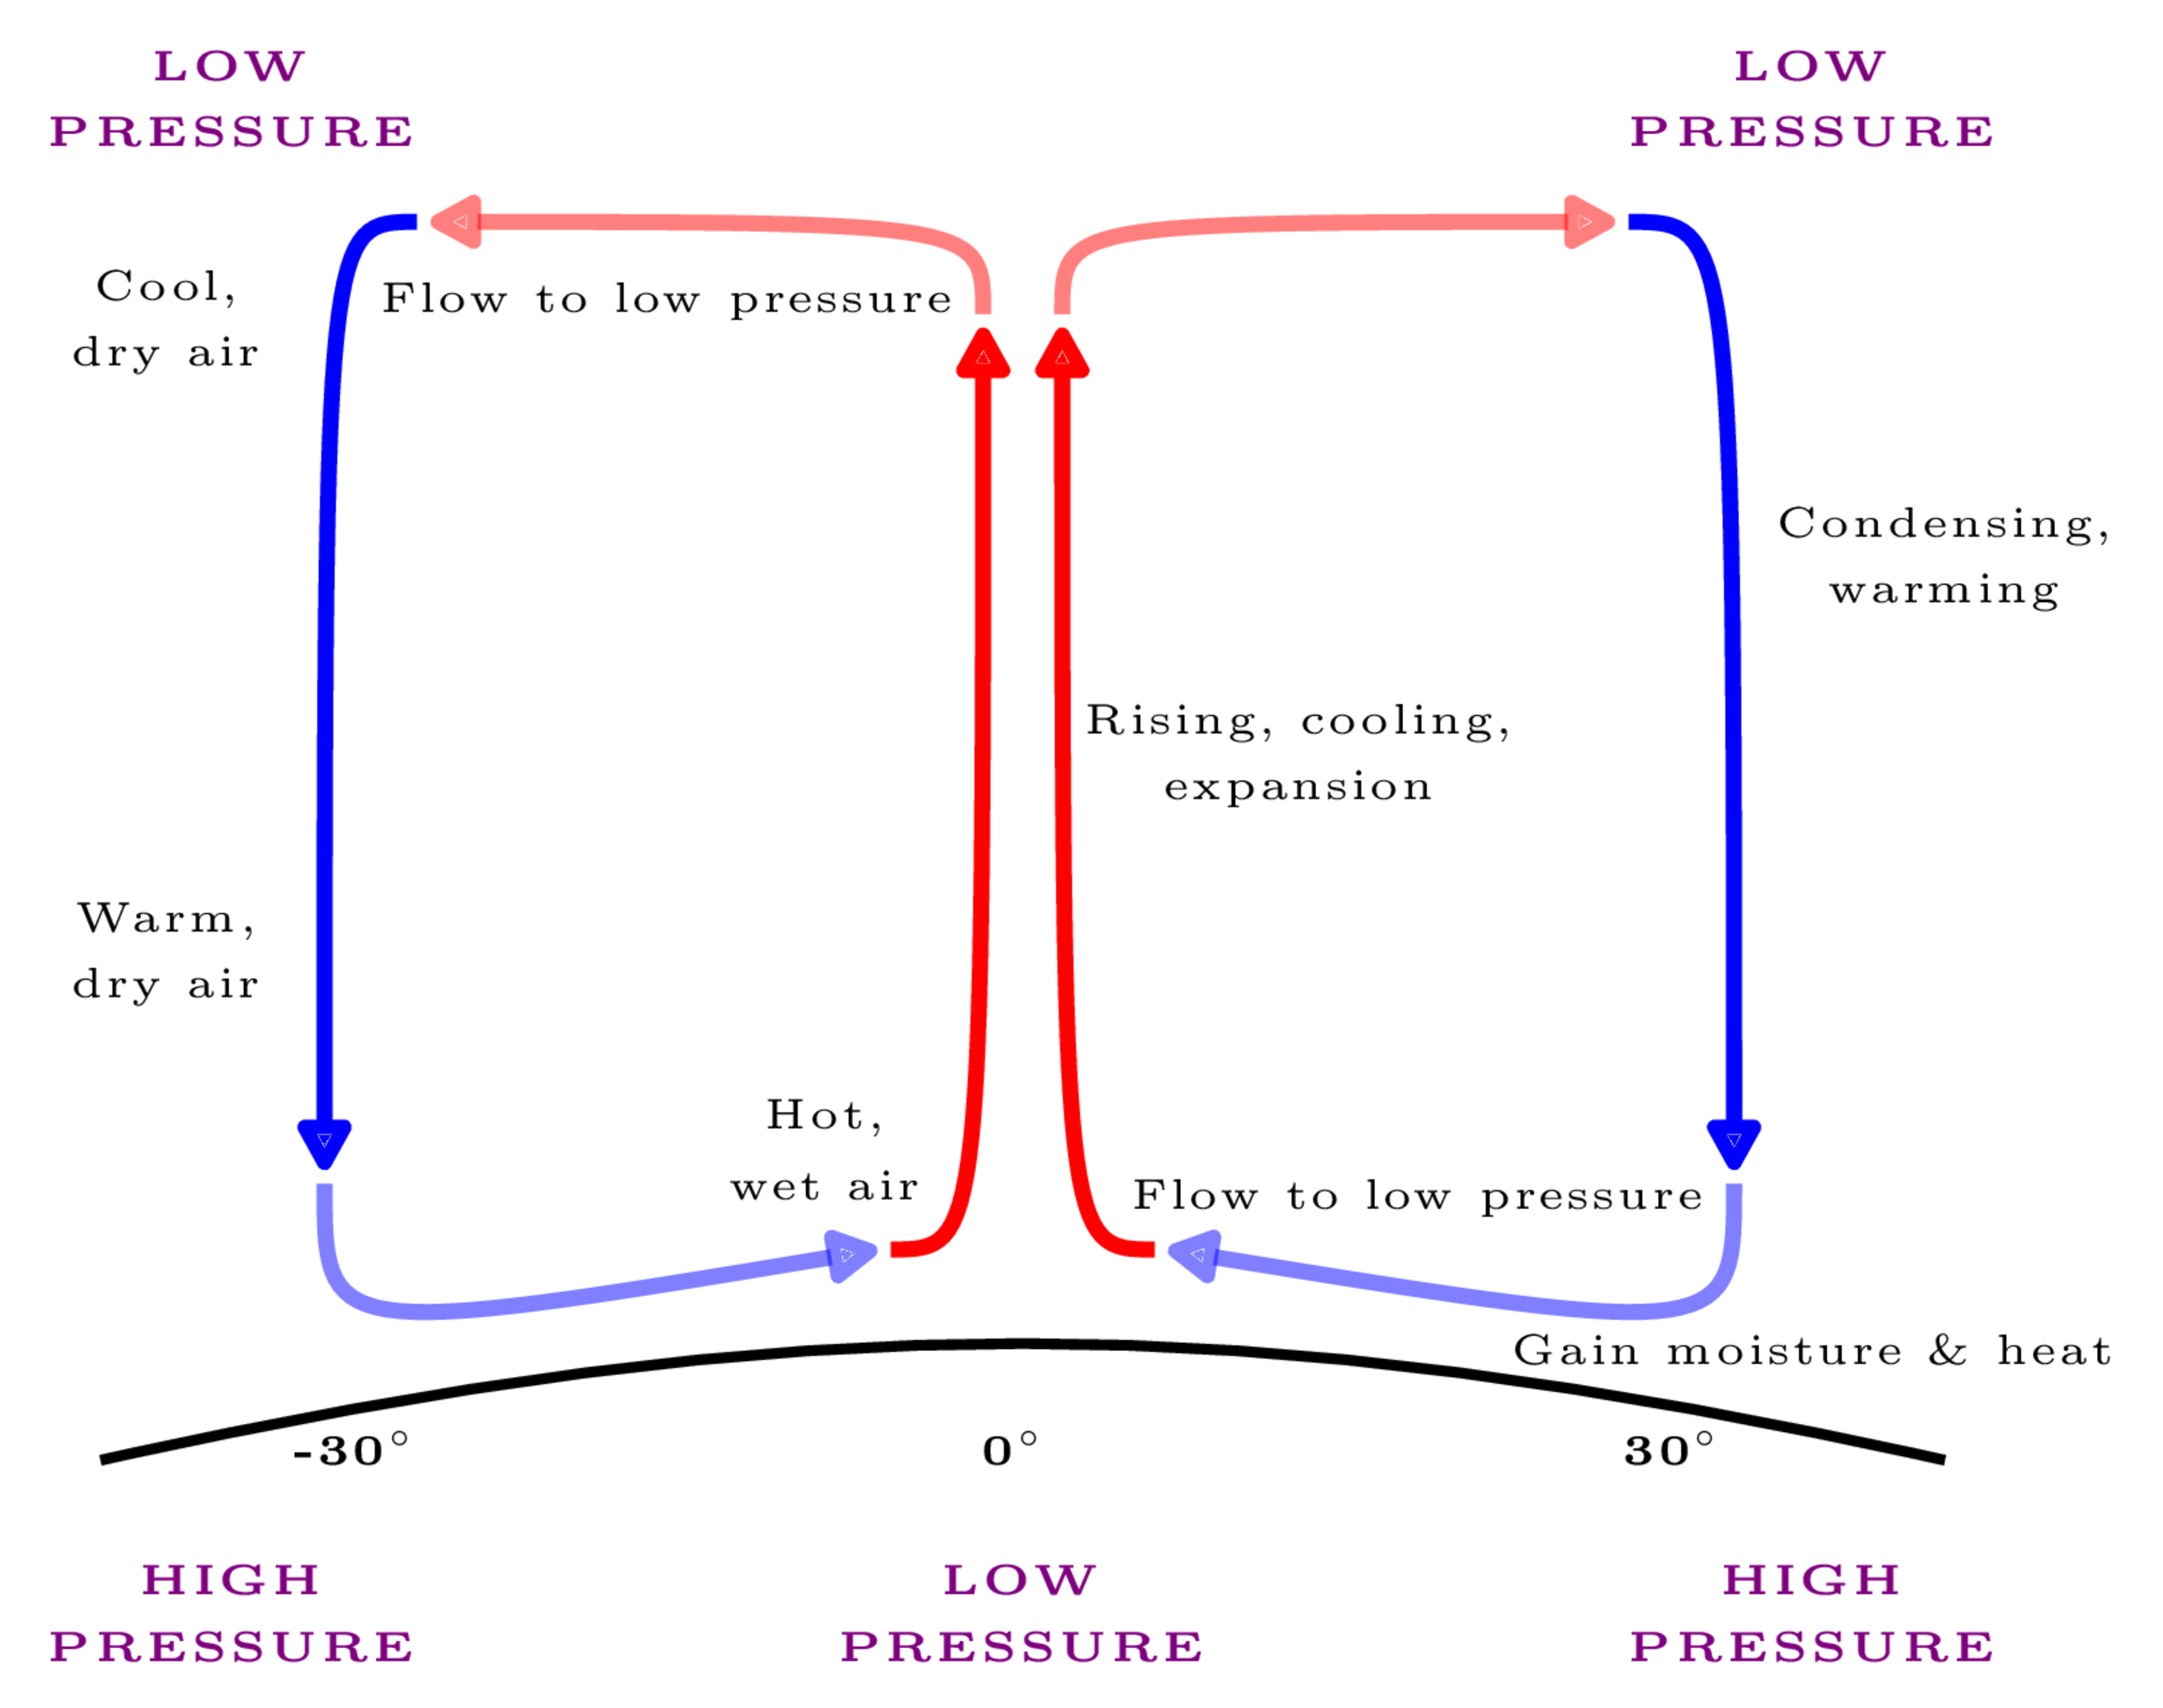 LOW
PRESSURE
LOW
PRESSURE
Cool,
dry air
Flow to low pressure
Condensing,
warming
Rising, cooling,
expansion
Warm,
dry air
Hot,
wet air
Flow to low pressure
Gain moisture & heat
-30°
0°
30°
HIGH
PRESSURE
LOW
PRESSURE
HIGH
PRESSURE